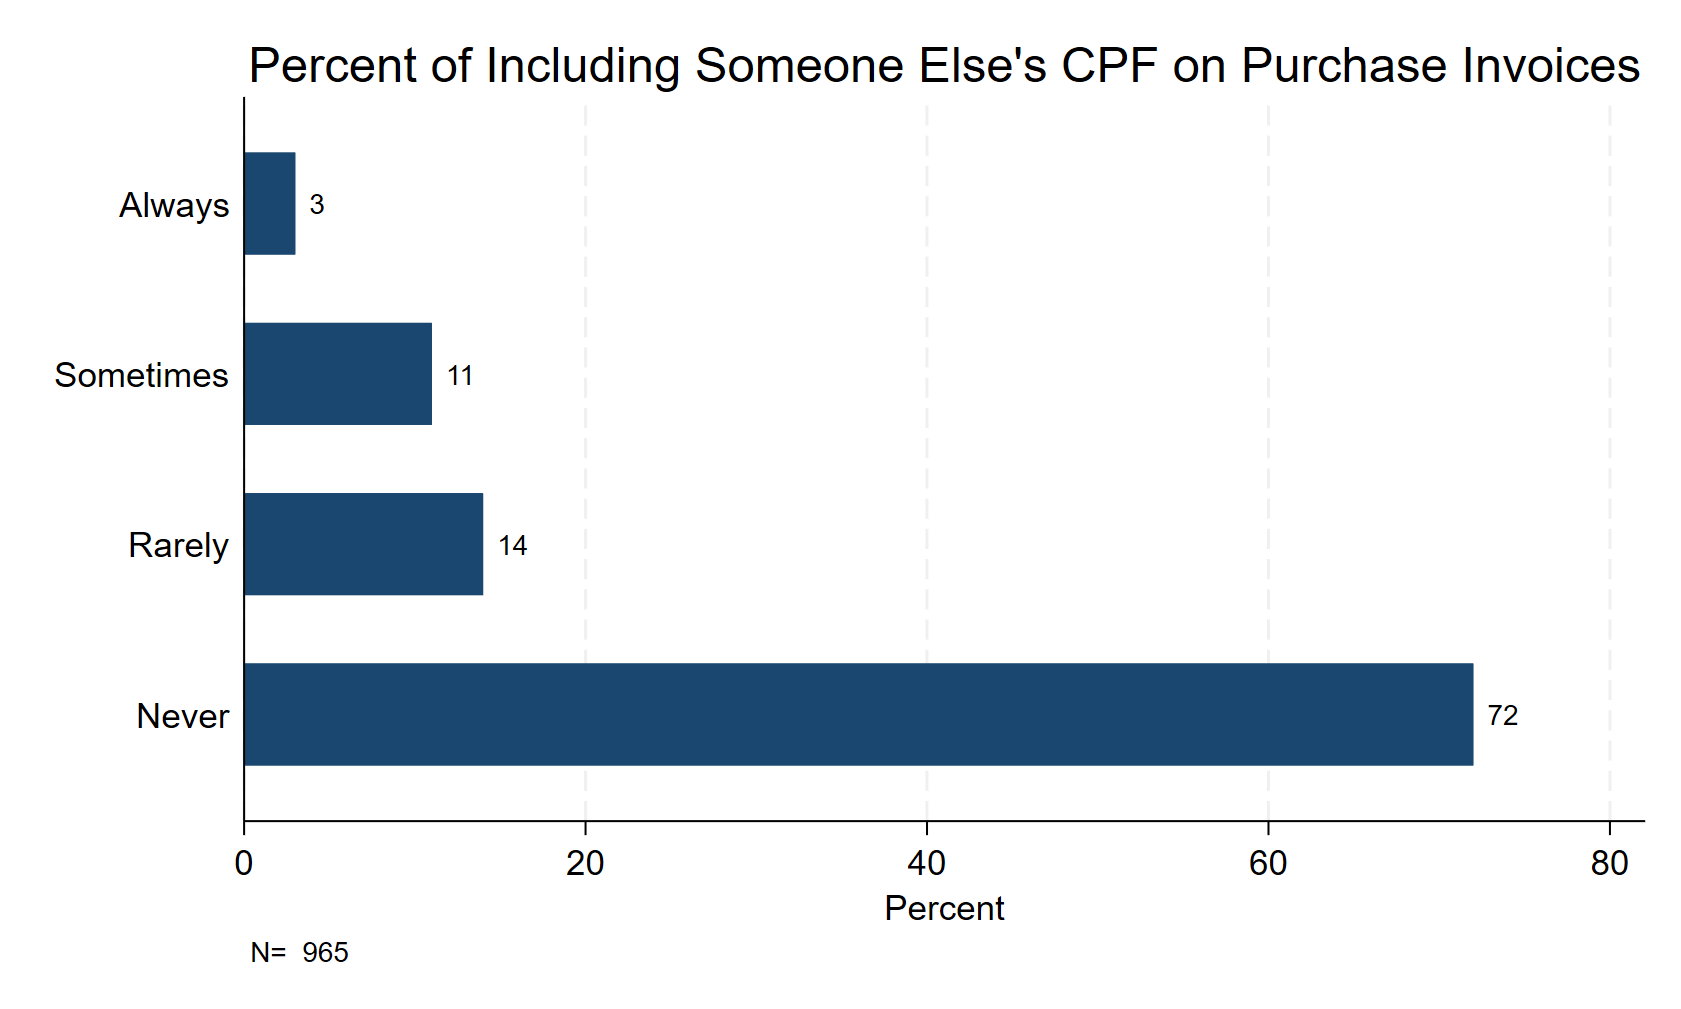 Percent of Including Someone Else's CPF on Purchase Invoices
Always 3
Sometimes 11
Rarely 14
Never 72
0 20 40 60 80
Percent
N= 965